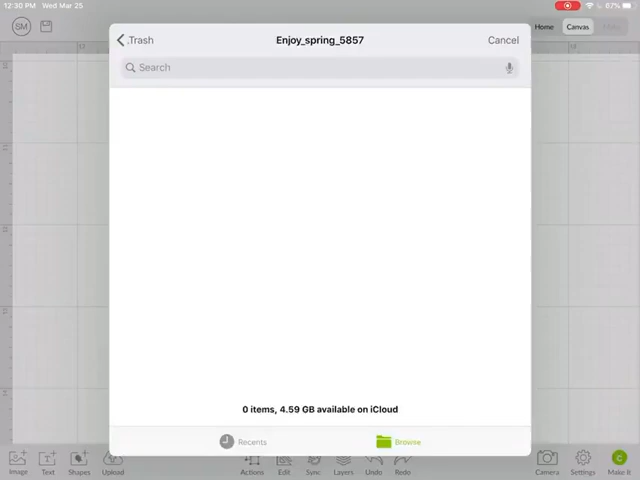 12:30 PM Wed Mar 25
67%
SM
Home
Canvas
.Trash
Enjoy_spring_5857
Cancel
Search
0 items, 4.59 GB available on iCloud
Recents
Browse
Image
Text
Shapes
Upload
Actions
Edit
Sync
Layers
Undo
Redo
Camera
Settings
C
Make It